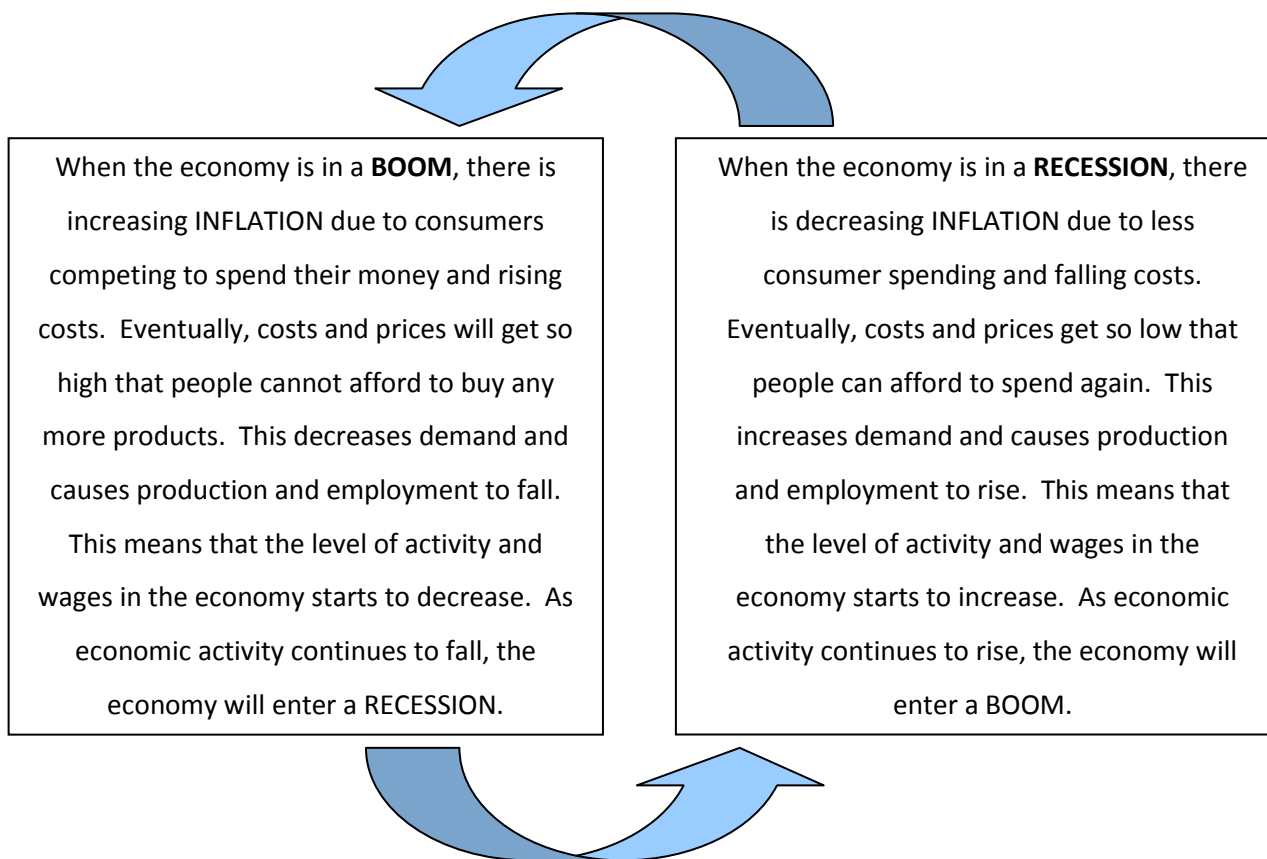 When the economy is in a BOOM, there is
increasing INFLATION due to consumers
competing to spend their money and rising
costs.  Eventually, costs and prices will get so
high that people cannot afford to buy any
more products.  This decreases demand and
causes production and employment to fall.
This means that the level of activity and
wages in the economy starts to decrease.  As
economic activity continues to fall, the
economy will enter a RECESSION.
When the economy is in a RECESSION, there
is decreasing INFLATION due to less
consumer spending and falling costs.
Eventually, costs and prices get so low that
people can afford to spend again.  This
increases demand and causes production
and employment to rise.  This means that
the level of activity and wages in the
economy starts to increase.  As economic
activity continues to rise, the economy will
enter a BOOM.